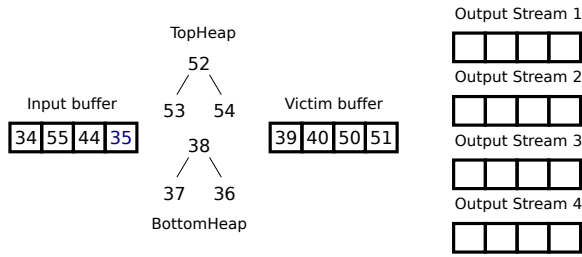 Output Stream 1
TopHeap
52
Output Stream 2
Input buffer
53 54
Victim buffer
34 55 44 35
38
39 40 50 51
Output Stream 3
37 36
Output Stream 4
BottomHeap